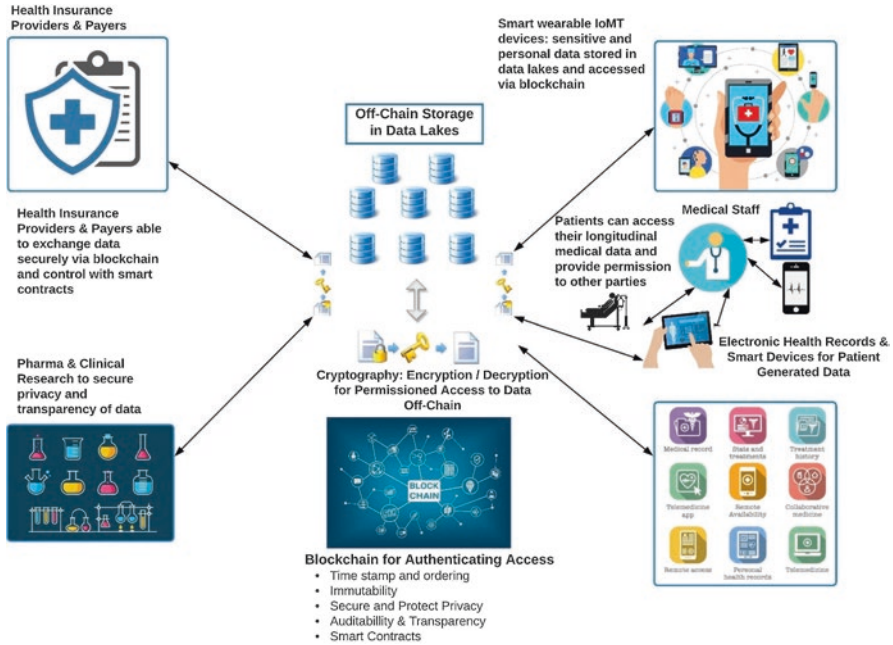 Health Insurance
Providers & Payers
Smart wearable IoMT
devices: sensitive and
personal data stored in
data lakes and accessed
via blockchain
Off-Chain Storage
in Data Lakes
Health Insurance
Providers & Payers able
to exchange data
securely via blockchain
and control with smart
contracts
Patients can access
their longitudinal
medical data and
provide permission
to other parties
Medical Staff
Electronic Health Records &
Smart Devices for Patient
Generated Data
Pharma & Clinical
Research to secure
privacy and
transparency of data
Cryptography: Encryption / Decryption
for Permissioned Access to Data
Off-Chain
BLOCK
CHAIN
Blockchain for Authenticating Access
• Time stamp and ordering
• Immutability
• Secure and Protect Privacy
• Auditabillity & Transparency
• Smart Contracts
Medical record
Stats and
treatments
Treatment
history
Telemedicine
app
Remote
Availability
Collaborative
medicine
Remote access
Personal
health records
Telemedicine